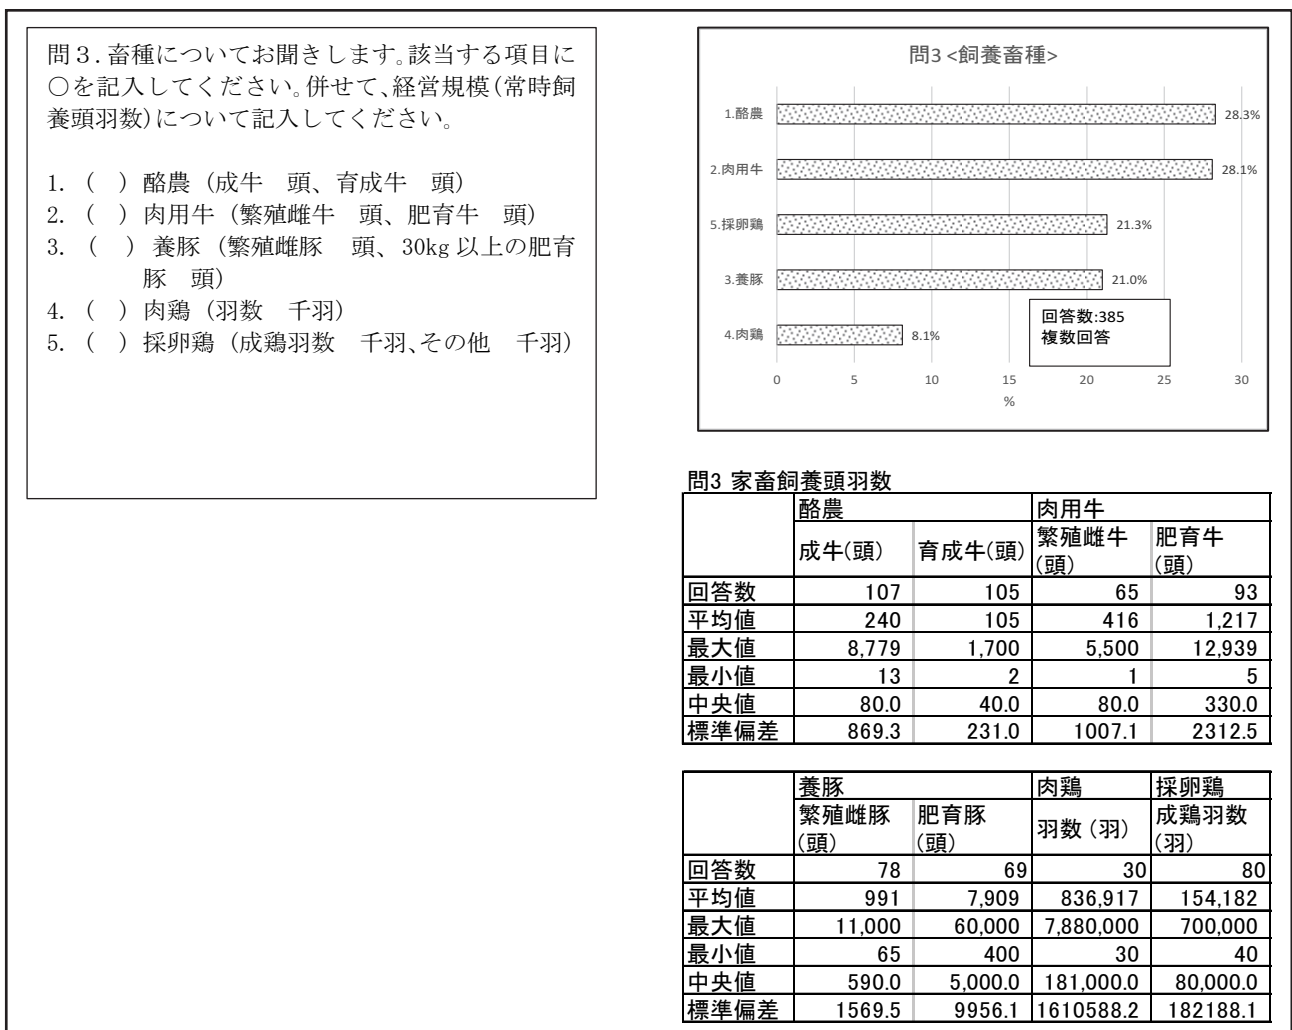 問３．畜種についてお聞きします。該当する項目に
○を記入してください。併せて、経営規模（常時飼
養頭羽数）について記入してください。
1. (　) 酪農（成牛　頭、育成牛　頭）
2. (　) 肉用牛（繁殖雌牛　頭、肥育牛　頭）
3. (　) 養豚（繁殖雌豚　頭、30kg 以上の肥育
豚　頭）
4. (　) 肉鶏（羽数　千羽）
5. (　) 採卵鶏（成鶏羽数　千羽、その他　千羽）
問3 <飼養畜種>
1.酪農 28.3%
2.肉用牛 28.1%
5.採卵鶏 21.3%
3.養豚 21.0%
4.肉鶏 8.1%
回答数:385
複数回答
0 5 10 15 20 25 30
%
問3 家畜飼養頭羽数
酪農 肉用牛
成牛(頭) 育成牛(頭) 繁殖雌牛(頭) 肥育牛(頭)
回答数 107 105 65 93
平均値 240 105 416 1,217
最大値 8,779 1,700 5,500 12,939
最小値 13 2 1 5
中央値 80.0 40.0 80.0 330.0
標準偏差 869.3 231.0 1007.1 2312.5
養豚 肉鶏 採卵鶏
繁殖雌豚(頭) 肥育豚(頭) 羽数 (羽) 成鶏羽数(羽)
回答数 78 69 30 80
平均値 991 7,909 836,917 154,182
最大値 11,000 60,000 7,880,000 700,000
最小値 65 400 30 40
中央値 590.0 5,000.0 181,000.0 80,000.0
標準偏差 1569.5 9956.1 1610588.2 182188.1